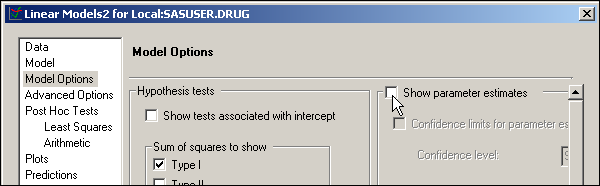 Linear Models2 for Local:SASUSER.DRUG
Data
Model
Model Options
Advanced Options
Post Hoc Tests
Least Squares
Arithmetic
Plots
Predictions
Model Options
Hypothesis tests
Show tests associated with intercept
Sum of squares to show
Type I
Type II
Show parameter estimates
Confidence limits for parameter
Confidence level: